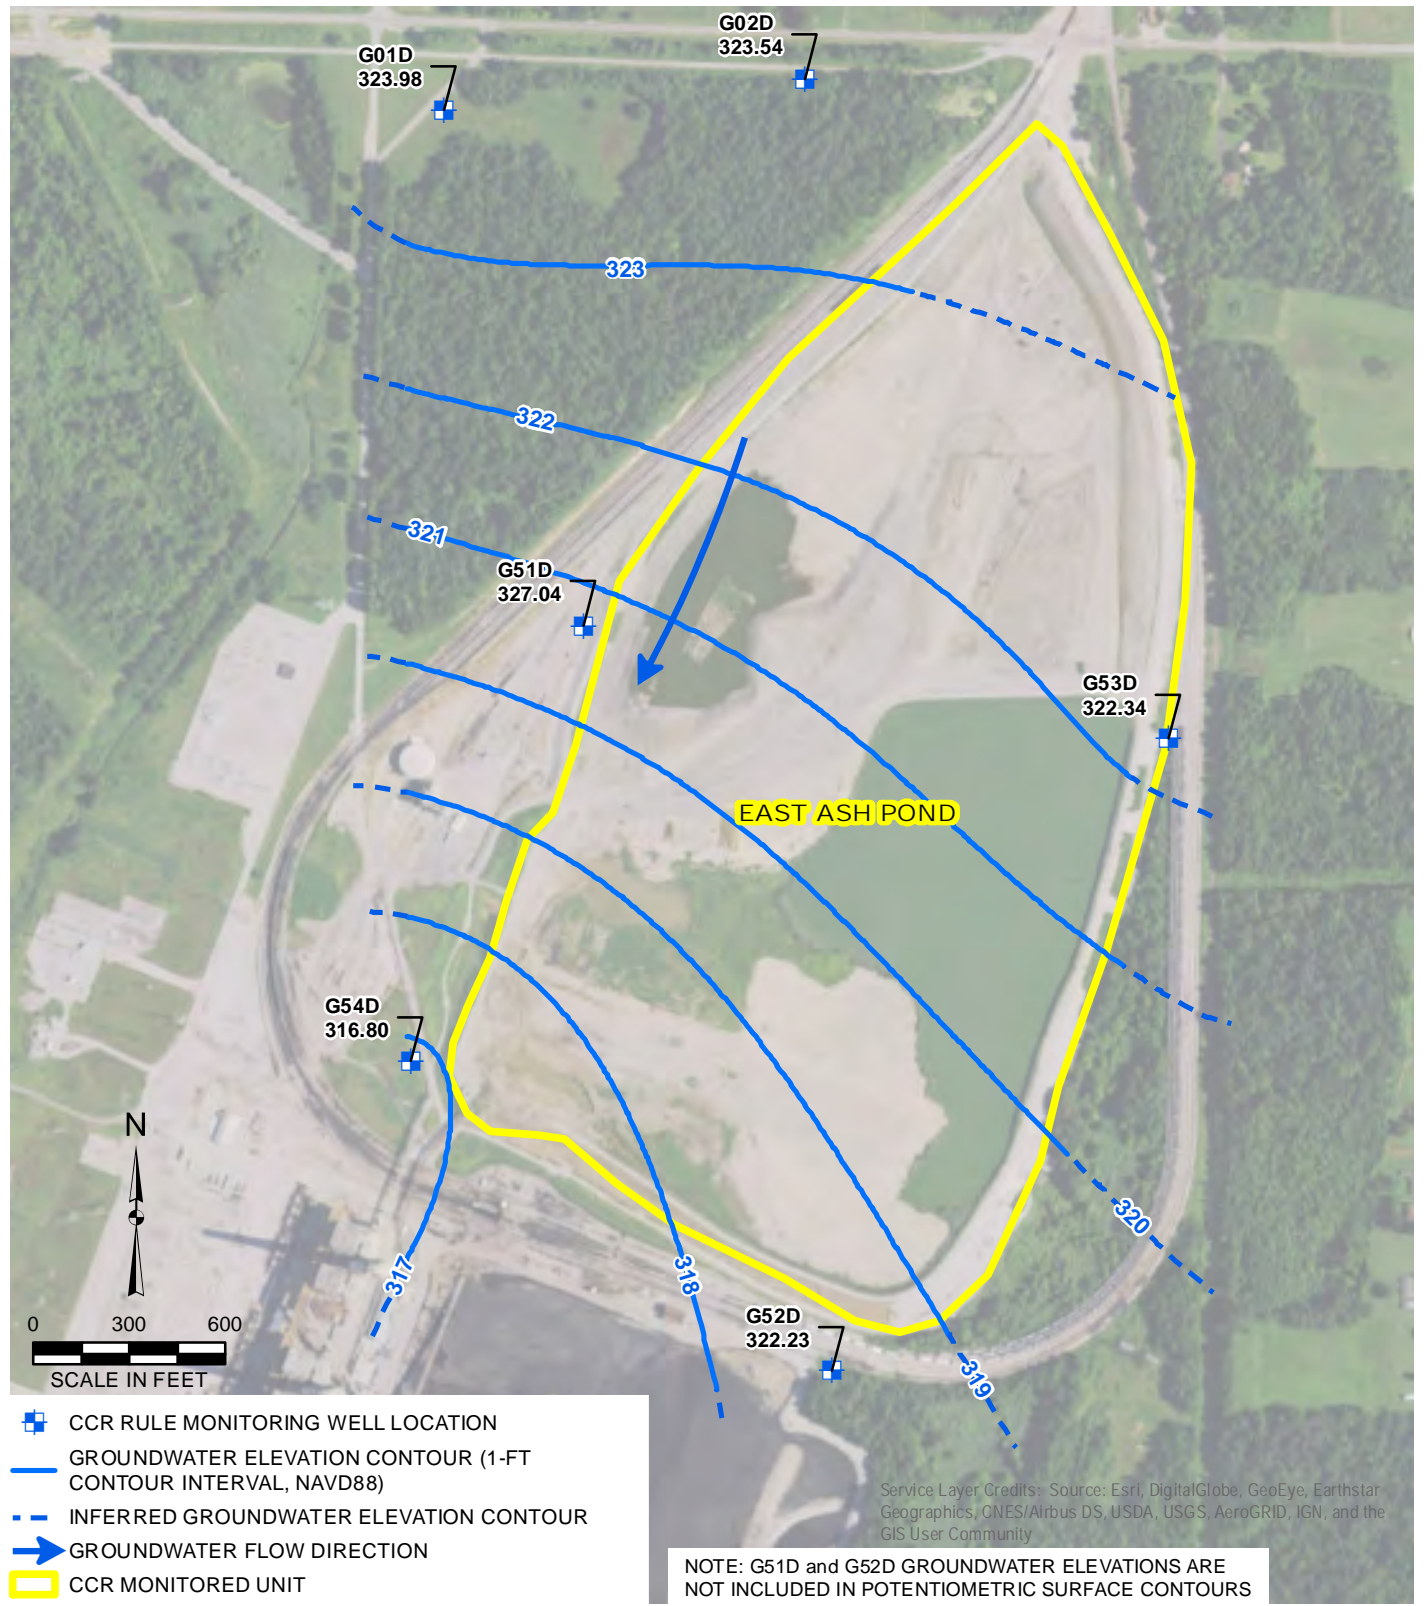 G02D
323.54
G01D
323.98
323
322
321
G51D
327.04
G53D
322.34
EAST ASH POND
G54D
316.80
N
320
317
318
0 300 600
SCALE IN FEET
G52D
322.23
319
CCR RULE MONITORING WELL LOCATION
GROUNDWATER ELEVATION CONTOUR (1-FT
CONTOUR INTERVAL, NAVD88)
INFERRED GROUNDWATER ELEVATION CONTOUR
GROUNDWATER FLOW DIRECTION
CCR MONITORED UNIT
Service Layer Credits: Source: Esri, DigitalGlobe, GeoEye, Earthstar
Geographics, CNES/Airbus DS, USDA, USGS, AeroGRID, IGN, and the
GIS User Community
NOTE: G51D and G52D GROUNDWATER ELEVATIONS ARE
NOT INCLUDED IN POTENTIOMETRIC SURFACE CONTOURS